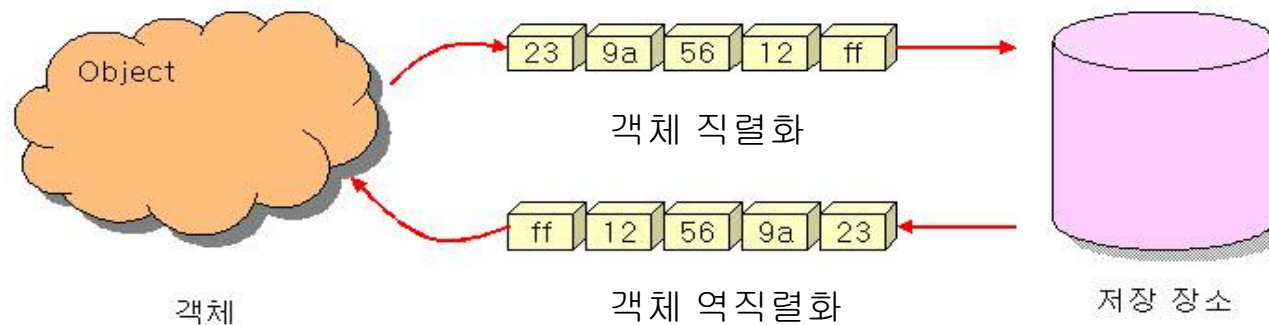 Object
23 9a 56 12 ff
객체 직렬화
ff 12 56 9a 23
객체
객체 역직렬화
저장 장소